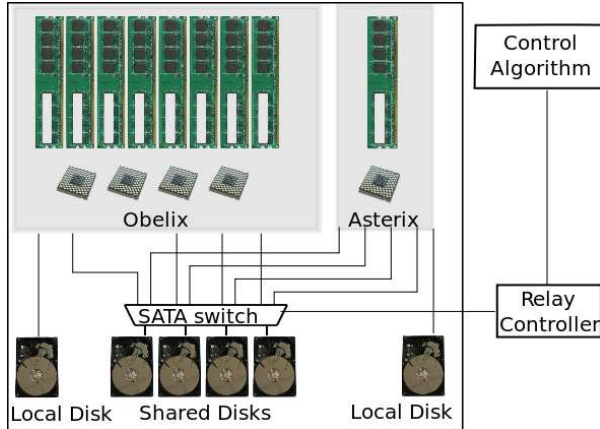 Control
Algorithm
Obelix
Asterix
SATA switch
Relay
Controller
Local Disk
Shared Disks
Local Disk